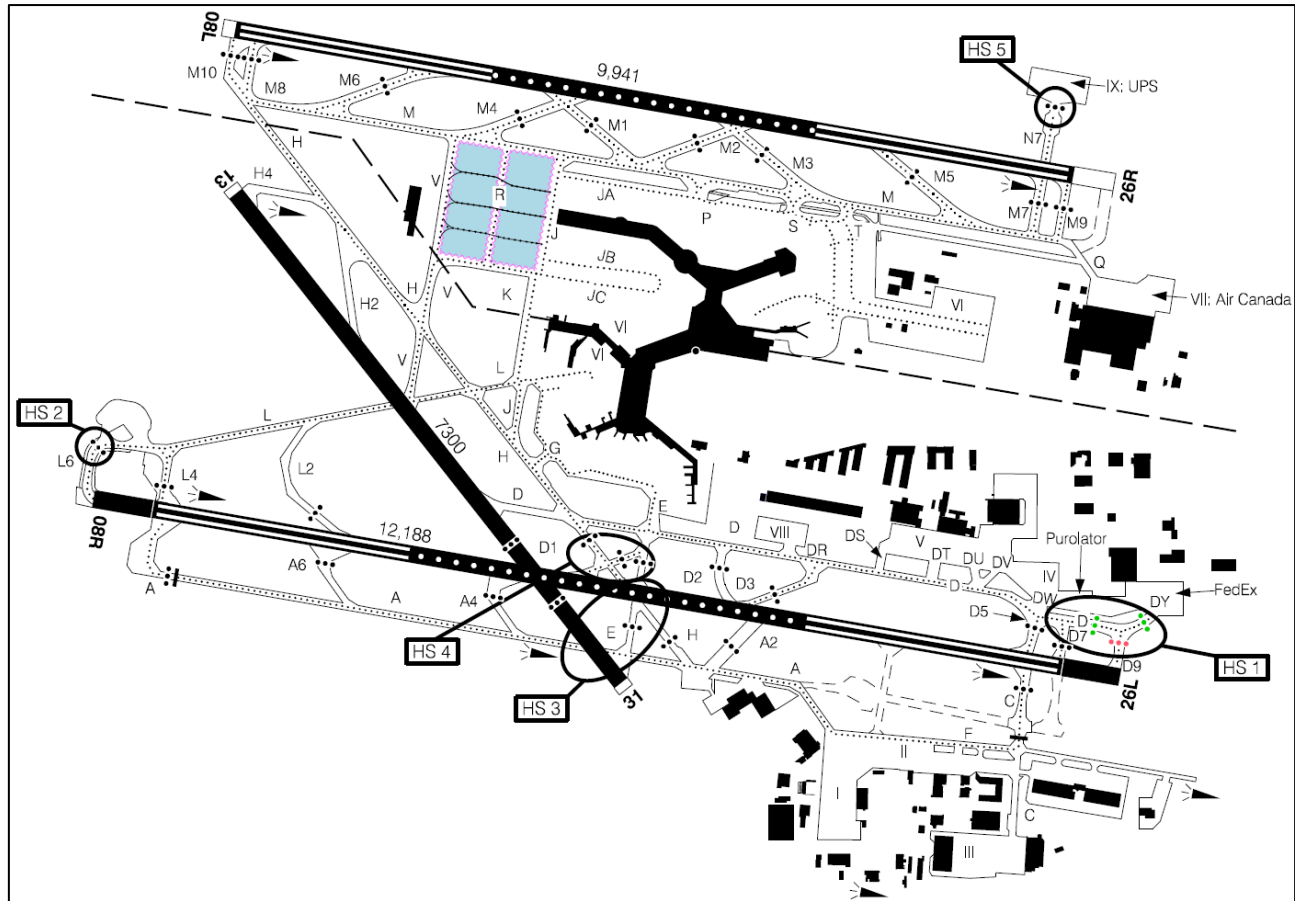 08L
9,941
HS 5
IX: UPS
M10
M8
M6
M
M4
M1
M2
M3
M5
M
N7
M7
M9
26R
H
13
H4
V
R
J
JA
P
S
T
Q
JB
JC
VI
VII: Air Canada
H2
H
V
K
VI
V
L
J
HS 2
L
L6
L4
L2
7300
H
G
D
E
08R
12,188
D1
D
VIII
DR
DS
V
DT
DU
DV
IV
Purolator
DW
DY
FedEx
D2
D3
D
D5
D
D7
D9
HS 1
A
A6
A
A4
HS 4
E
H
A2
A
26L
C
HS 3
31
F
II
I
C
III